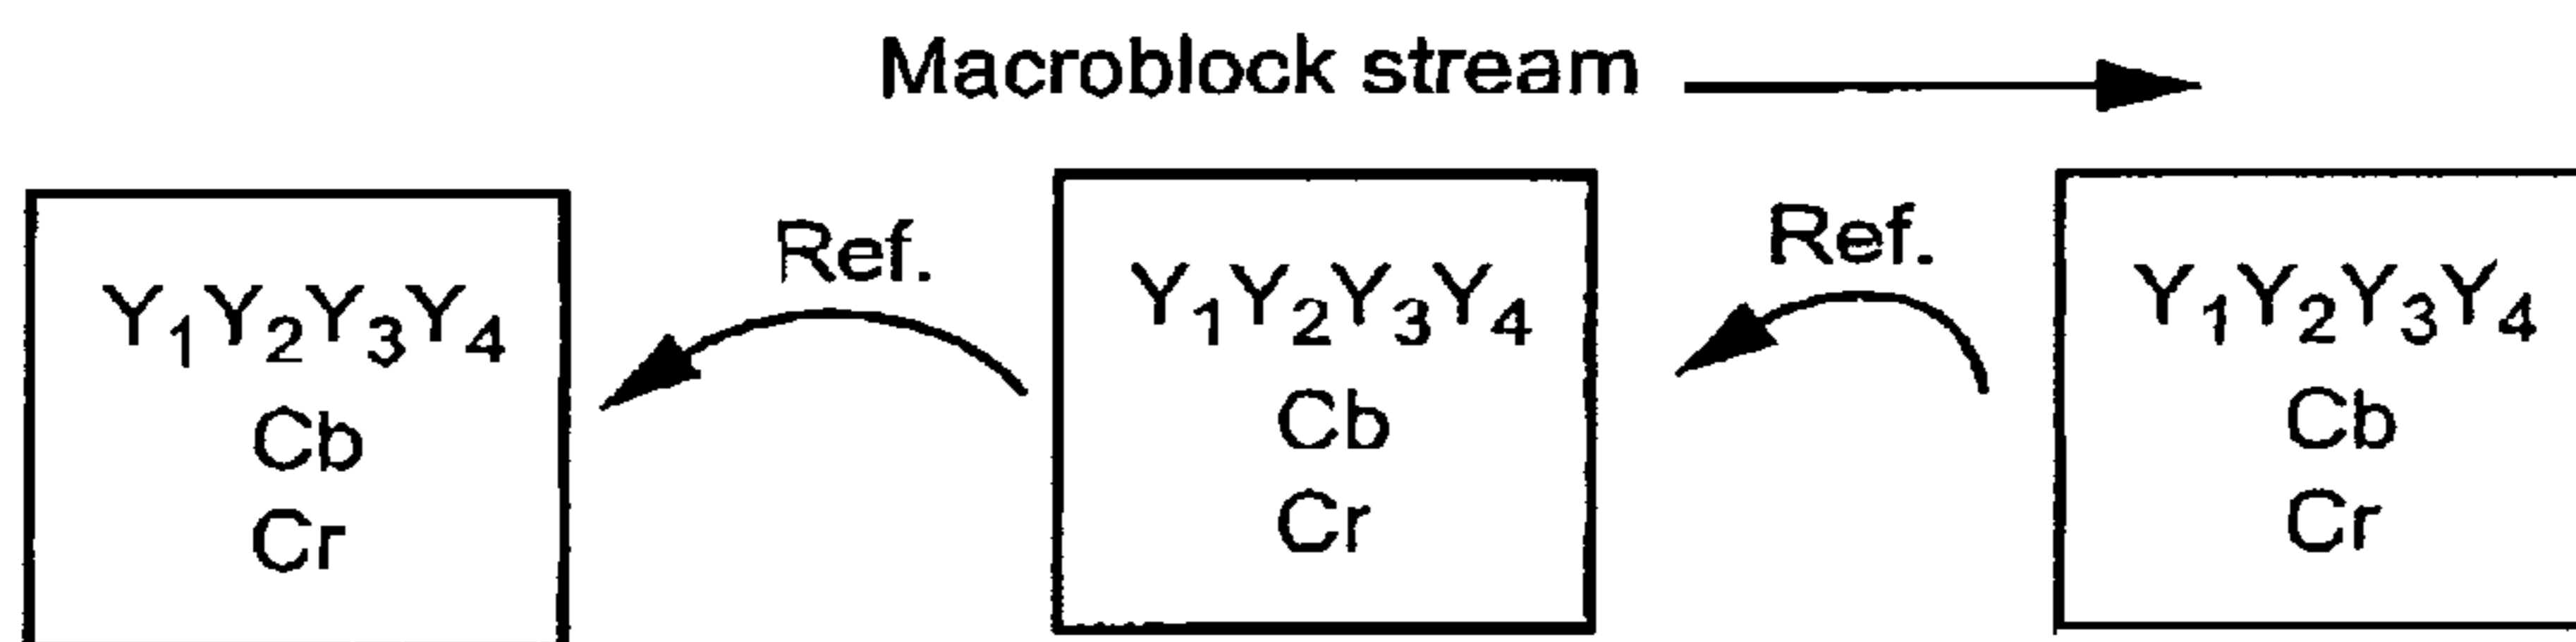 Macroblock stream
Ref.
Ref.
Y₁Y₂Y₃Y₄
Cb
Cr
Y₁Y₂Y₃Y₄
Cb
Cr
Y₁Y₂Y₃Y₄
Cb
Cr